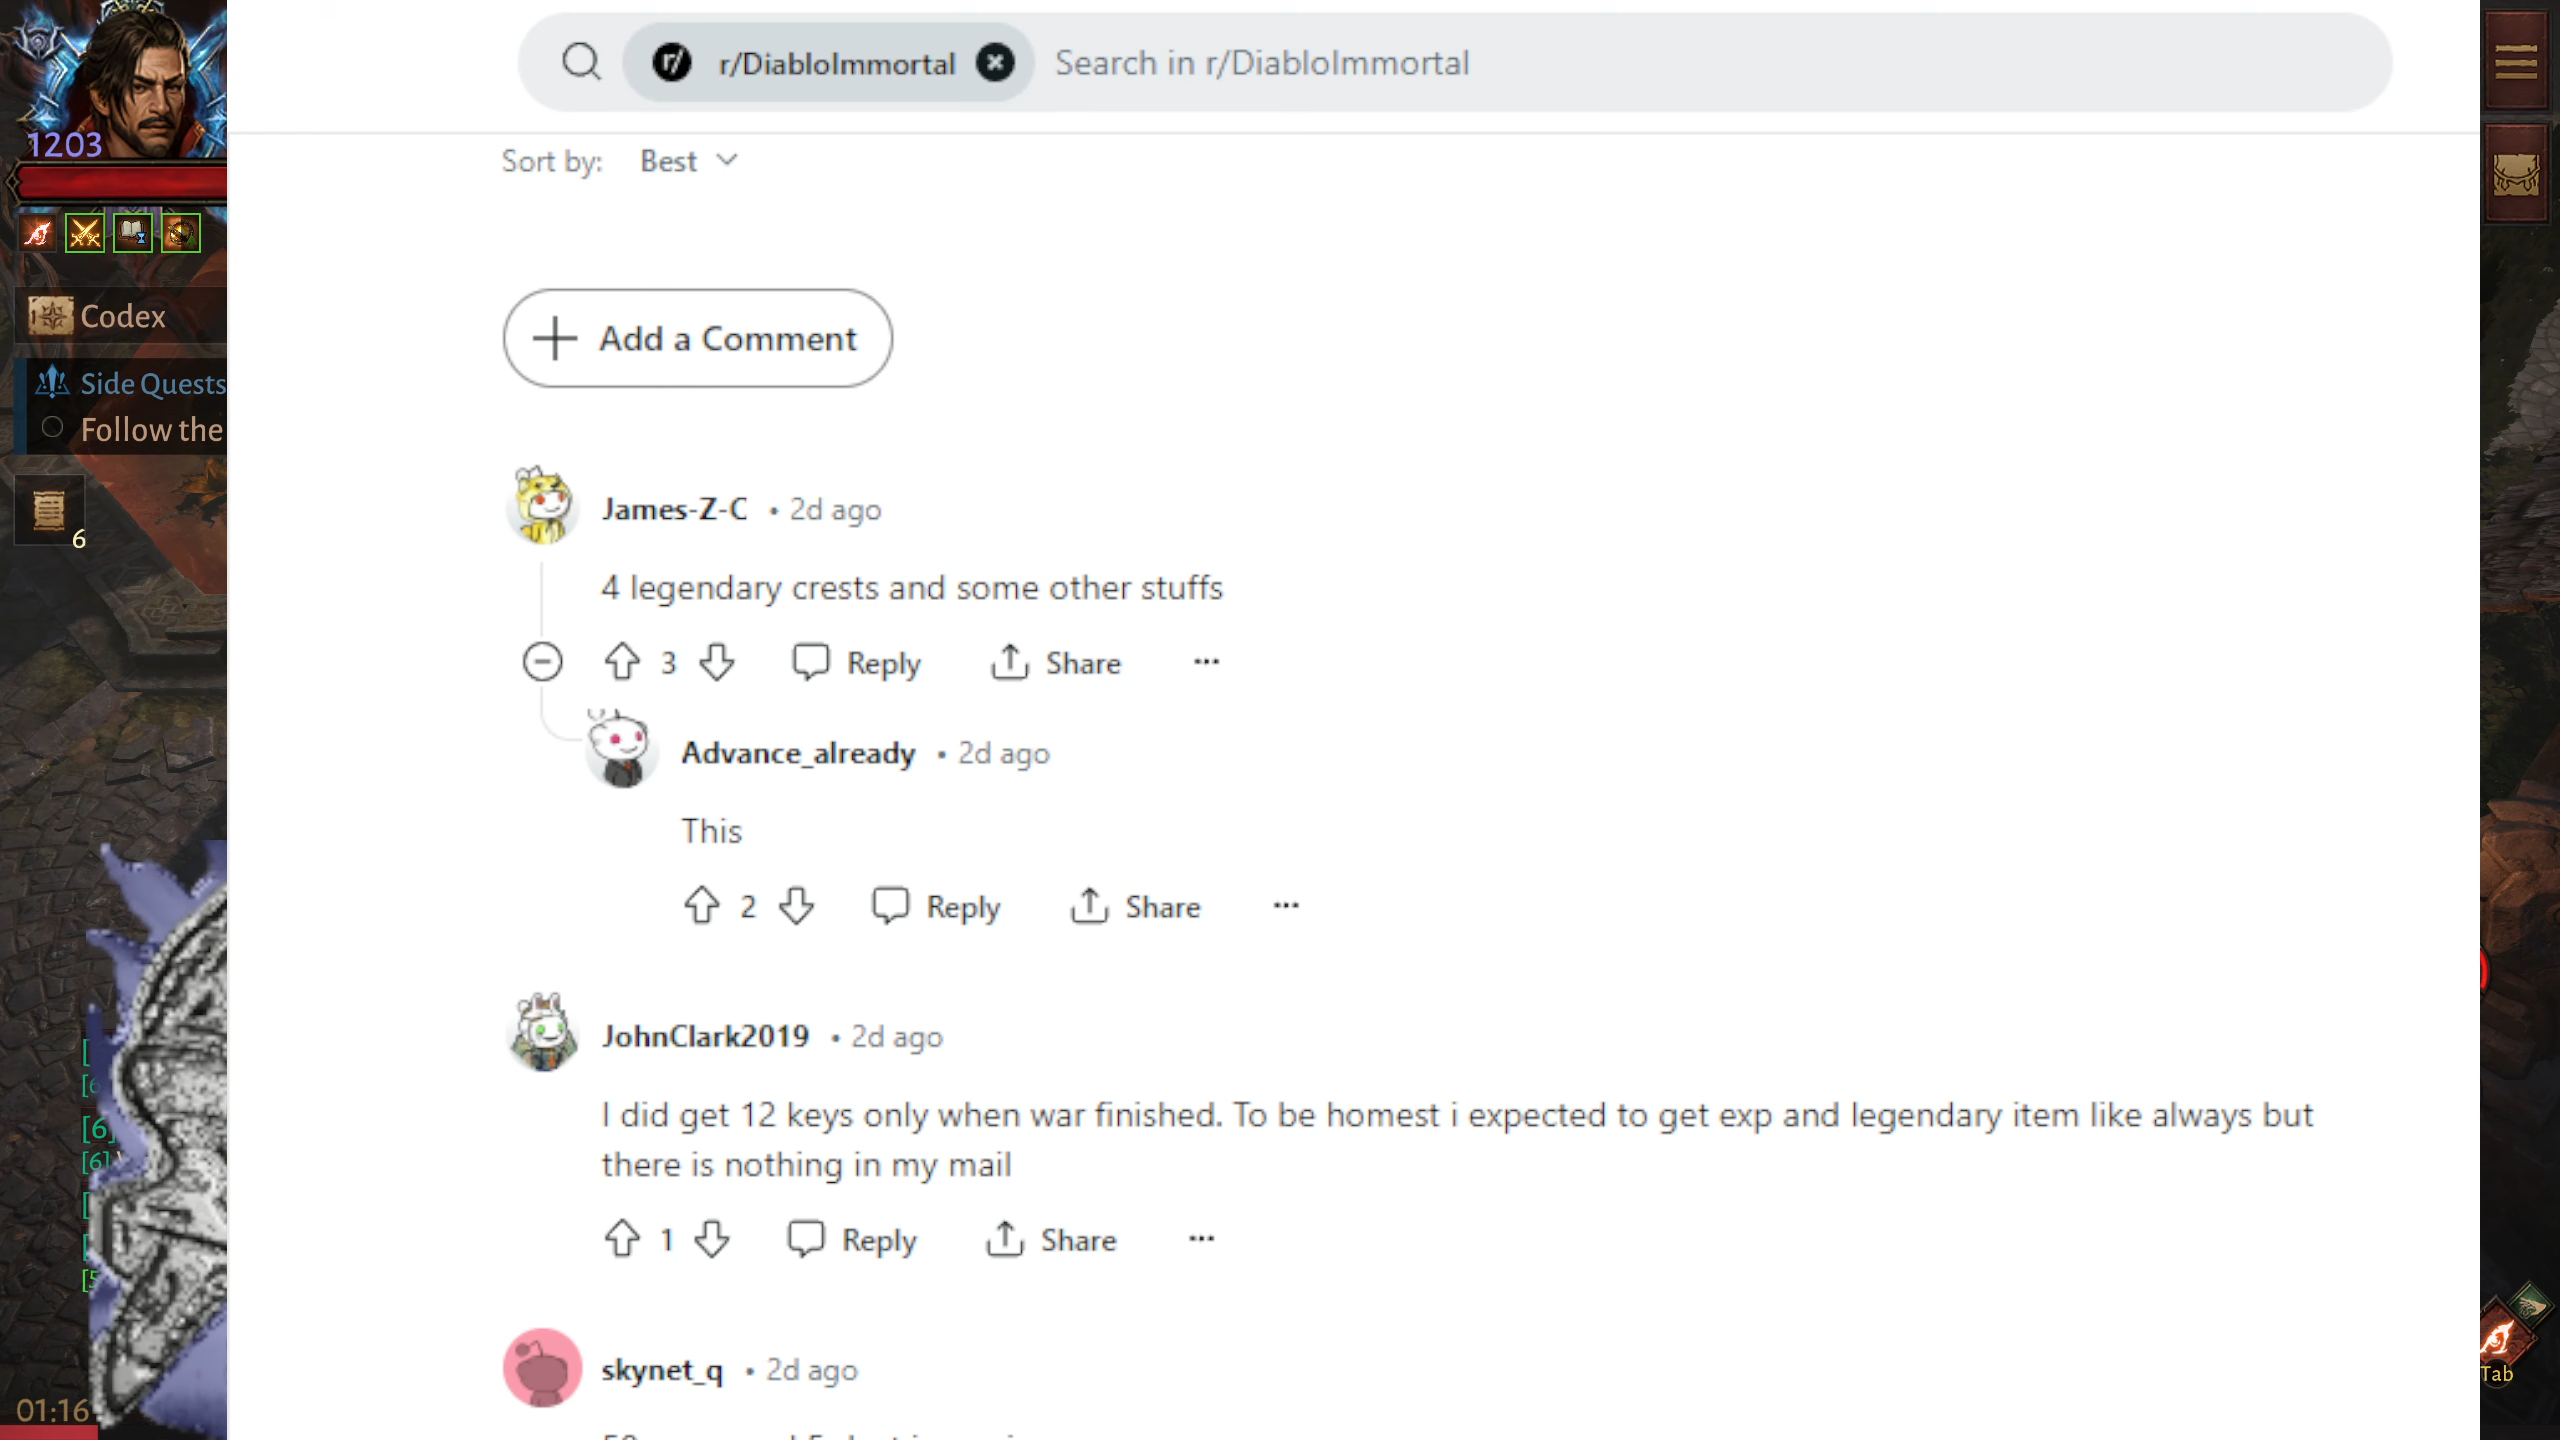 r/DiabloImmortal
Search in r/DiabloImmortal
1203
Sort by: Best
Codex
Side Quests
Follow the
6
Add a Comment
James-Z-C • 2d ago
4 legendary crests and some other stuffs
3 Reply Share ...
Advance_already • 2d ago
This
2 Reply Share ...
JohnClark2019 • 2d ago
I did get 12 keys only when war finished. To be homest i expected to get exp and legendary item like always but
there is nothing in my mail
1 Reply Share ...
skynet_q • 2d ago
[6]
[6]
01:16
Tab